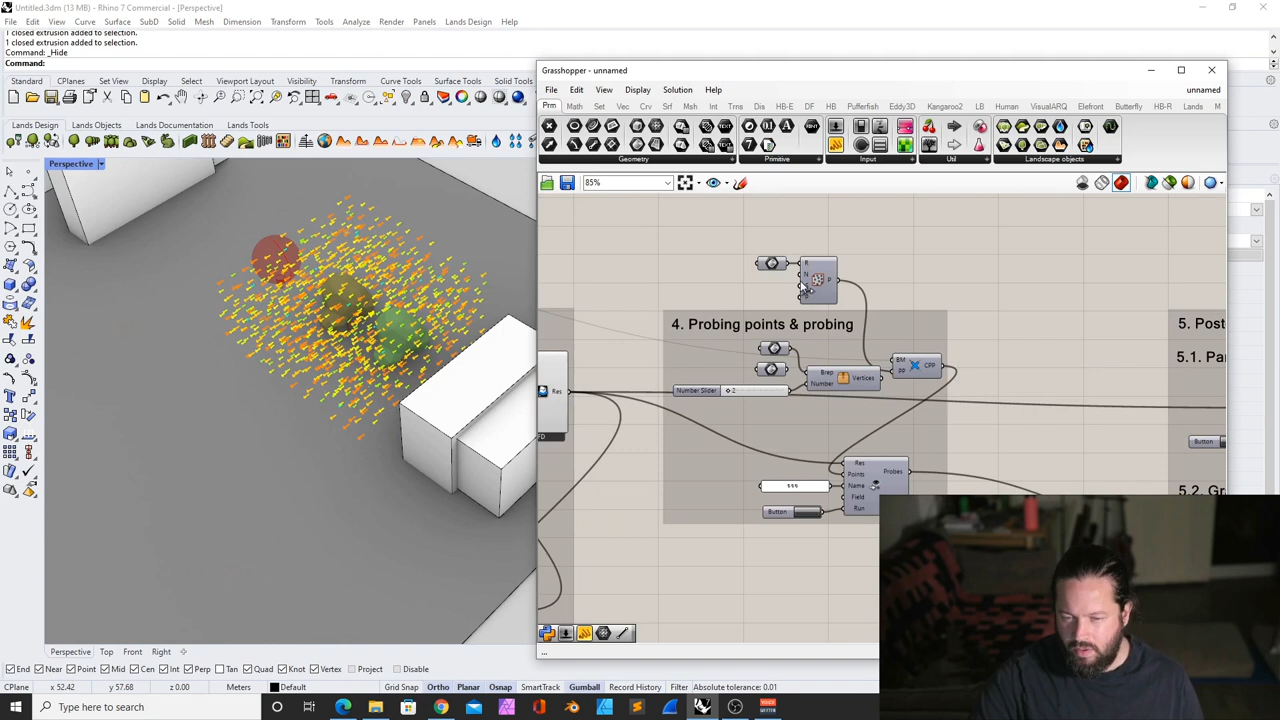 Untitled.3dm (13 MB) - Rhino 7 Commercial - [Perspective]
File Edit View Curve Surface SubD Solid Mesh Dimension Transform Tools Analyze Render Panels Lands Design Help
1 closed extrusion added to selection.
1 closed extrusion added to selection.
Command: _Hide
Command:
Standard CPlanes Set View Display Select Viewport Layout Visibility Transform Curve Tools Surface Tools Solid Tools
Lands Design Lands Objects Lands Documentation Lands Tools
Perspective
Grasshopper - unnamed
File Edit View Display Solution Help unnamed
Prm Math Set Vec Crv Srf Msh Int Trns Dis HB-E DF HB Pufferfish Eddy3D Kangaroo2 LB Human VisualARQ Elefront Butterfly HB-R Lands M
Geometry Primitive Input Util Landscape objects
85%
R
N
P
4. Probing points & probing
5. Post
5.1. Pa
Brep
Number
Vertices
BM
PP
CPP
Number Slider 2
Res
FD
Button
Res
Points
Name
Field
Run
Probes
Button
5.2. G
...
Perspective Top Front Right
End Near Point Mid Cen Int Perp Tan Quad Knot Vertex Project Disable
CPlane x 52.42 y 57.68 z 0.00 Meters Default Grid Snap Ortho Planar Osnap SmartTrack Gumball Record History Filter Absolute tolerance: 0.01
Type here to search